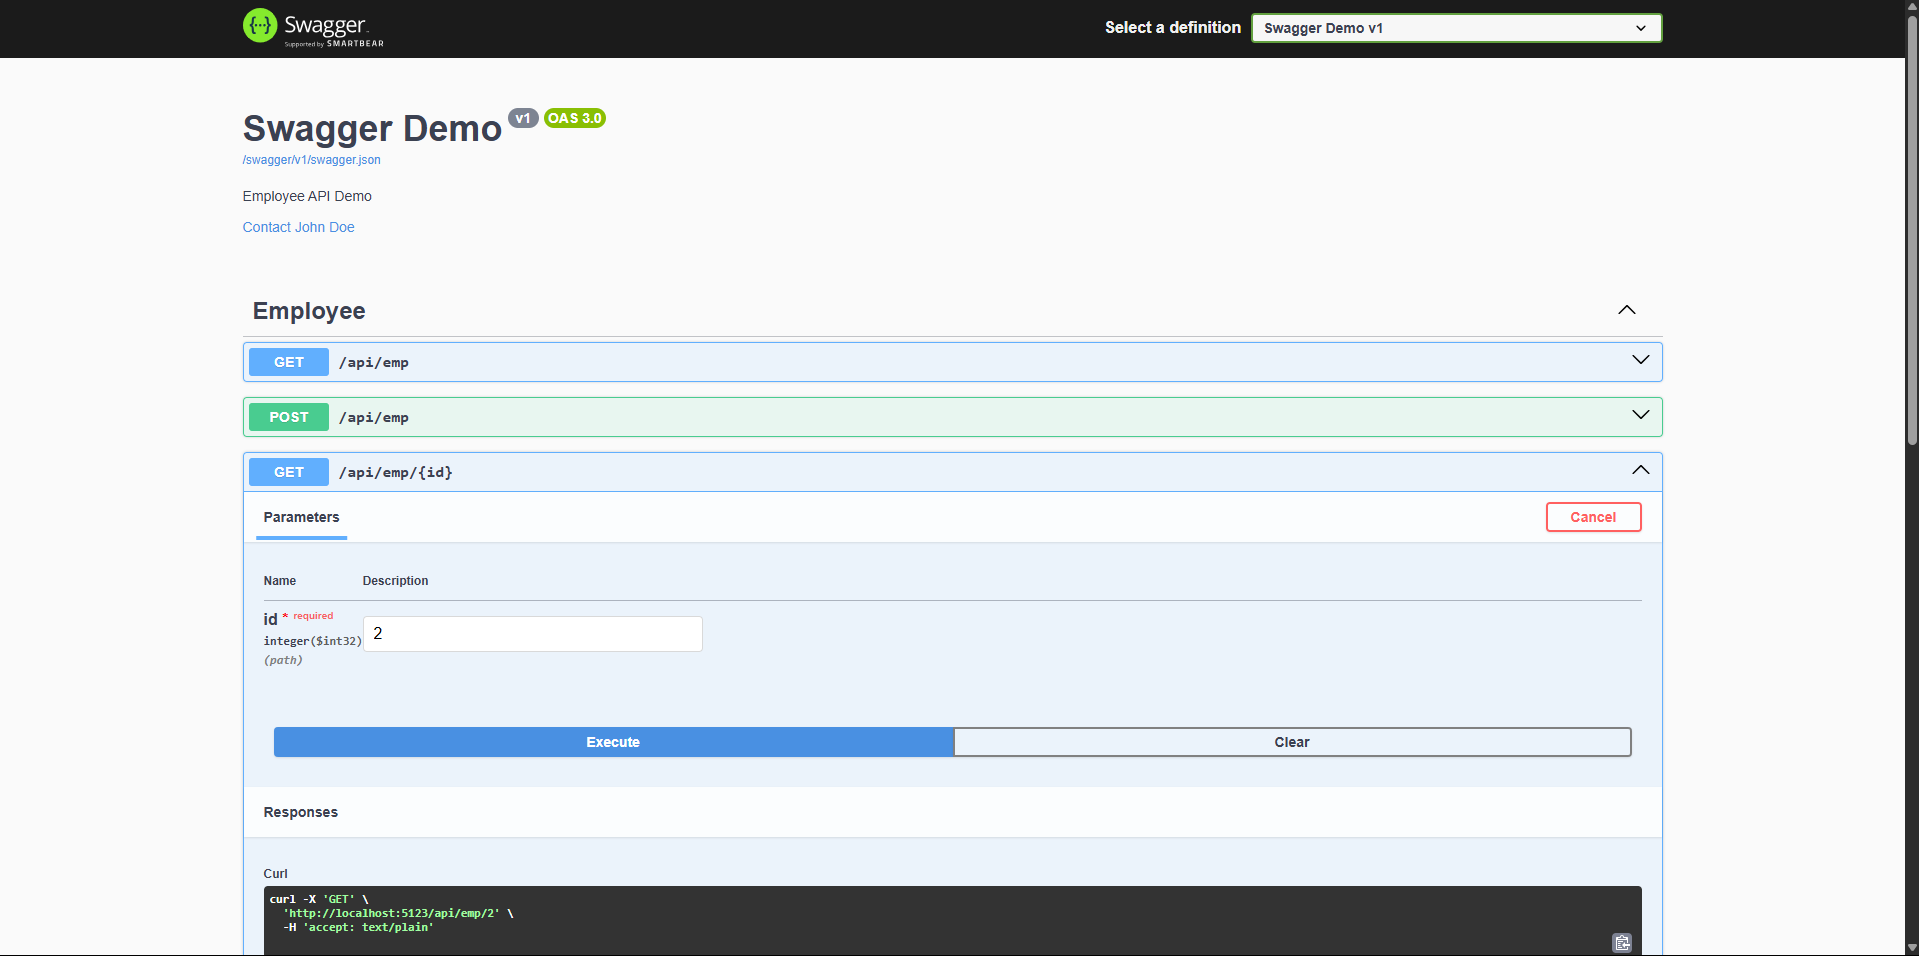 Swagger
Supported by SMARTBEAR
Select a definition
Swagger Demo v1
Swagger Demo v1 OAS 3.0
/swagger/v1/swagger.json
Employee API Demo
Contact John Doe
Employee
GET /api/emp
POST /api/emp
GET /api/emp/{id}
Parameters
Cancel
Name Description
id * required
integer($int32)
(path)
2
Execute
Clear
Responses
Curl
curl -X 'GET' \
  'http://localhost:5123/api/emp/2' \
  -H 'accept: text/plain'